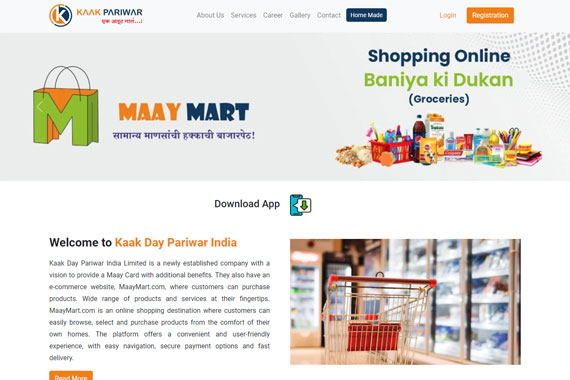 KAAK PARIWAR
About Us Services Career Gallery Contact Home Made Login Registration
Shopping Online
Baniya ki Dukan
(Groceries)
M
MAAY MART
सामान्य माणसांची हक्काची बाजारपेठ!
Download App
Welcome to Kaak Day Pariwar India
Kaak Day Pariwar India Limited is a newly established company with a
vision to provide a Maay Card with additional benefits. They also have an
e-commerce website, MaayMart.com, where customers can purchase
products. Wide range of products and services at their fingertips.
MaayMart.com is an online shopping destination where customers can
easily browse, select and purchase products from the comfort of their
own homes. The platform offers a convenient and user-friendly
experience, with easy navigation, secure payment options and fast
delivery.
Read More